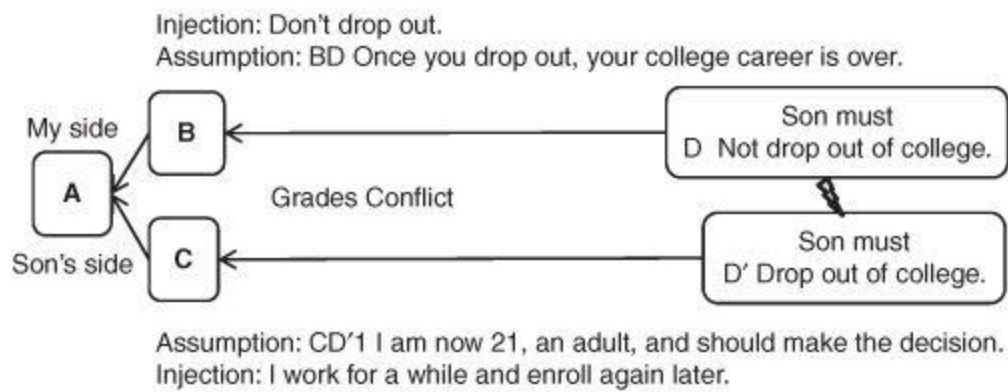 Injection: Don't drop out.
Assumption: BD Once you drop out, your college career is over.
My side
B
Son must
D Not drop out of college.
A
Grades Conflict
Son's side
C
Son must
D′ Drop out of college.
Assumption: CD′1 I am now 21, an adult, and should make the decision.
Injection: I work for a while and enroll again later.